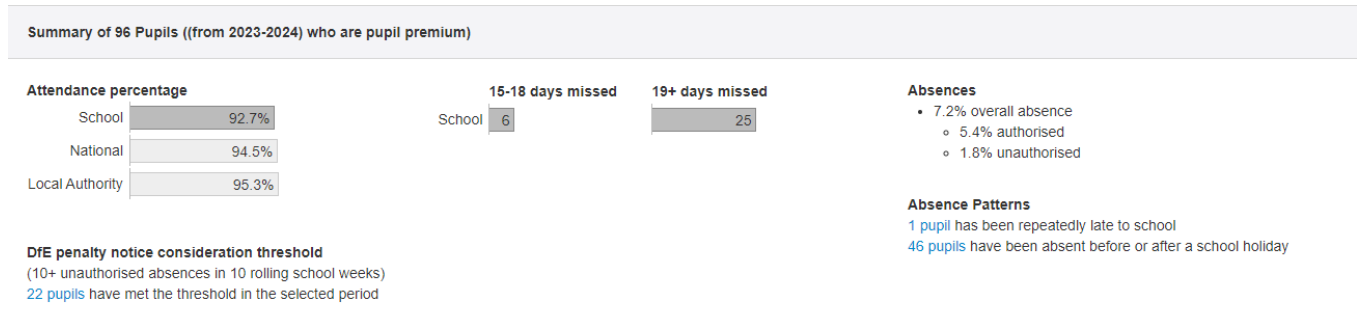 Summary of 96 Pupils ((from 2023-2024) who are pupil premium)
Attendance percentage
School 92.7%
National 94.5%
Local Authority 95.3%
DfE penalty notice consideration threshold
(10+ unauthorised absences in 10 rolling school weeks)
22 pupils have met the threshold in the selected period
15-18 days missed 19+ days missed
School 6 25
Absences
• 7.2% overall absence
◦ 5.4% authorised
◦ 1.8% unauthorised
Absence Patterns
1 pupil has been repeatedly late to school
46 pupils have been absent before or after a school holiday